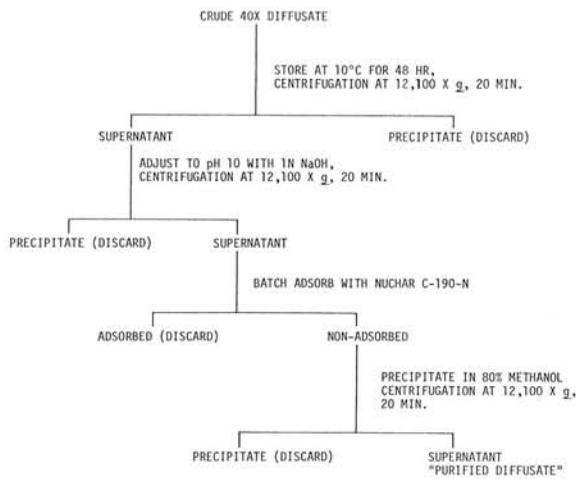 CRUDE 40X DIFFUSATE
STORE AT 10°C FOR 48 HR,
CENTRIFUGATION AT 12,100 X g, 20 MIN.
SUPERNATANT
PRECIPITATE (DISCARD)
ADJUST TO pH 10 WITH 1N NaOH,
CENTRIFUGATION AT 12,100 X g, 20 MIN.
PRECIPITATE (DISCARD)
SUPERNATANT
BATCH ADSORB WITH NUCHAR C-190-N
ADSORBED (DISCARD)
NON-ADSORBED
PRECIPITATE IN 80% METHANOL
CENTRIFUGATION AT 12,100 X g,
20 MIN.
PRECIPITATE (DISCARD)
SUPERNATANT
"PURIFIED DIFFUSATE"